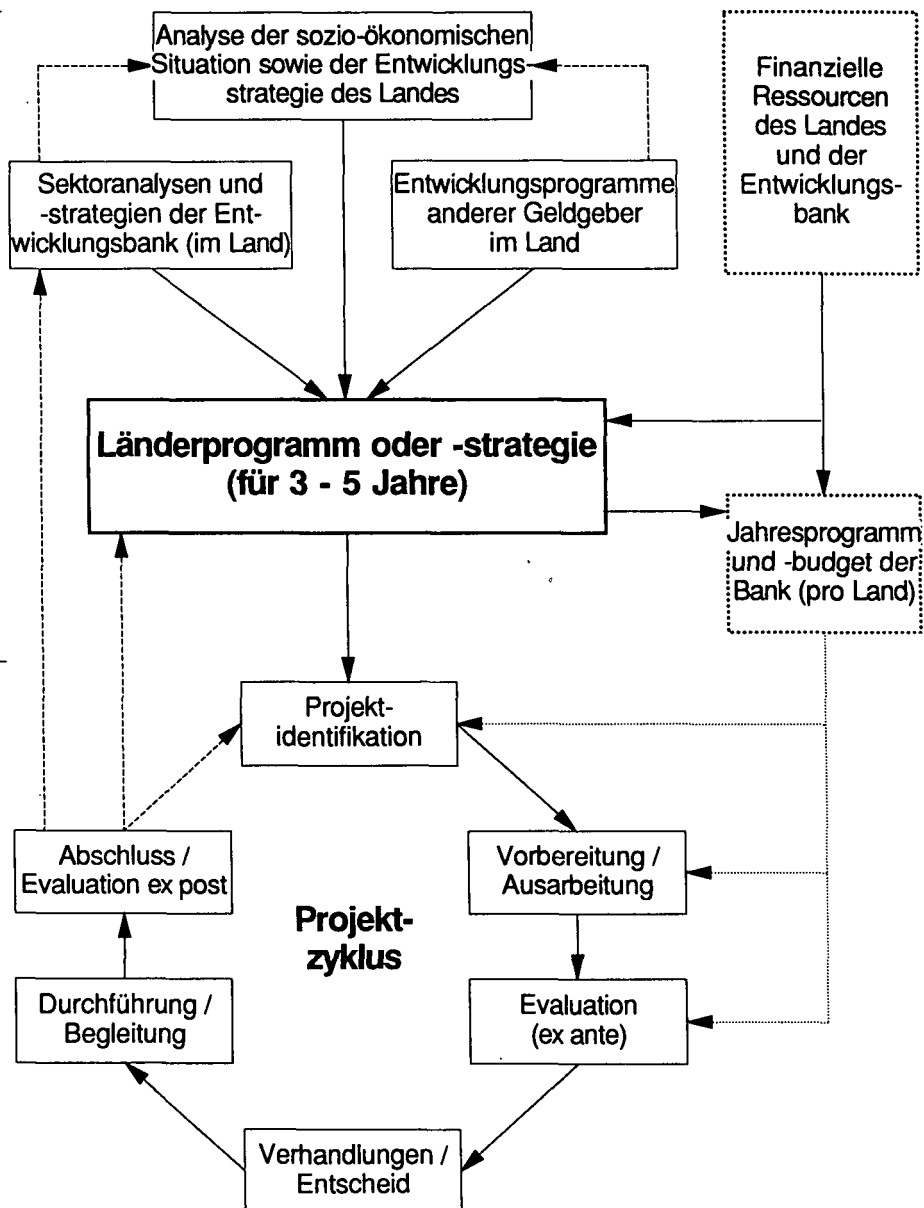 Analyse der sozio-ökonomischen
Situation sowie der Entwicklungs
strategie des Landes
Finanzielle
Ressourcen
des Landes
und der
Entwicklungs-
bank
Sektoranalysen und
-strategien der Ent-
wicklungsbank (im Land)
Entwicklungsprogramme
anderer Geldgeber
im Land
Länderprogramm oder -strategie
(für 3 - 5 Jahre)
Jahresprogramm
und -budget der
Bank (pro Land)
Projekt-
identifikation
Vorbereitung /
Ausarbeitung
Abschluss /
Evaluation ex post
Projekt-
zyklus
Evaluation
(ex ante)
Durchführung /
Begleitung
Verhandlungen /
Entscheid